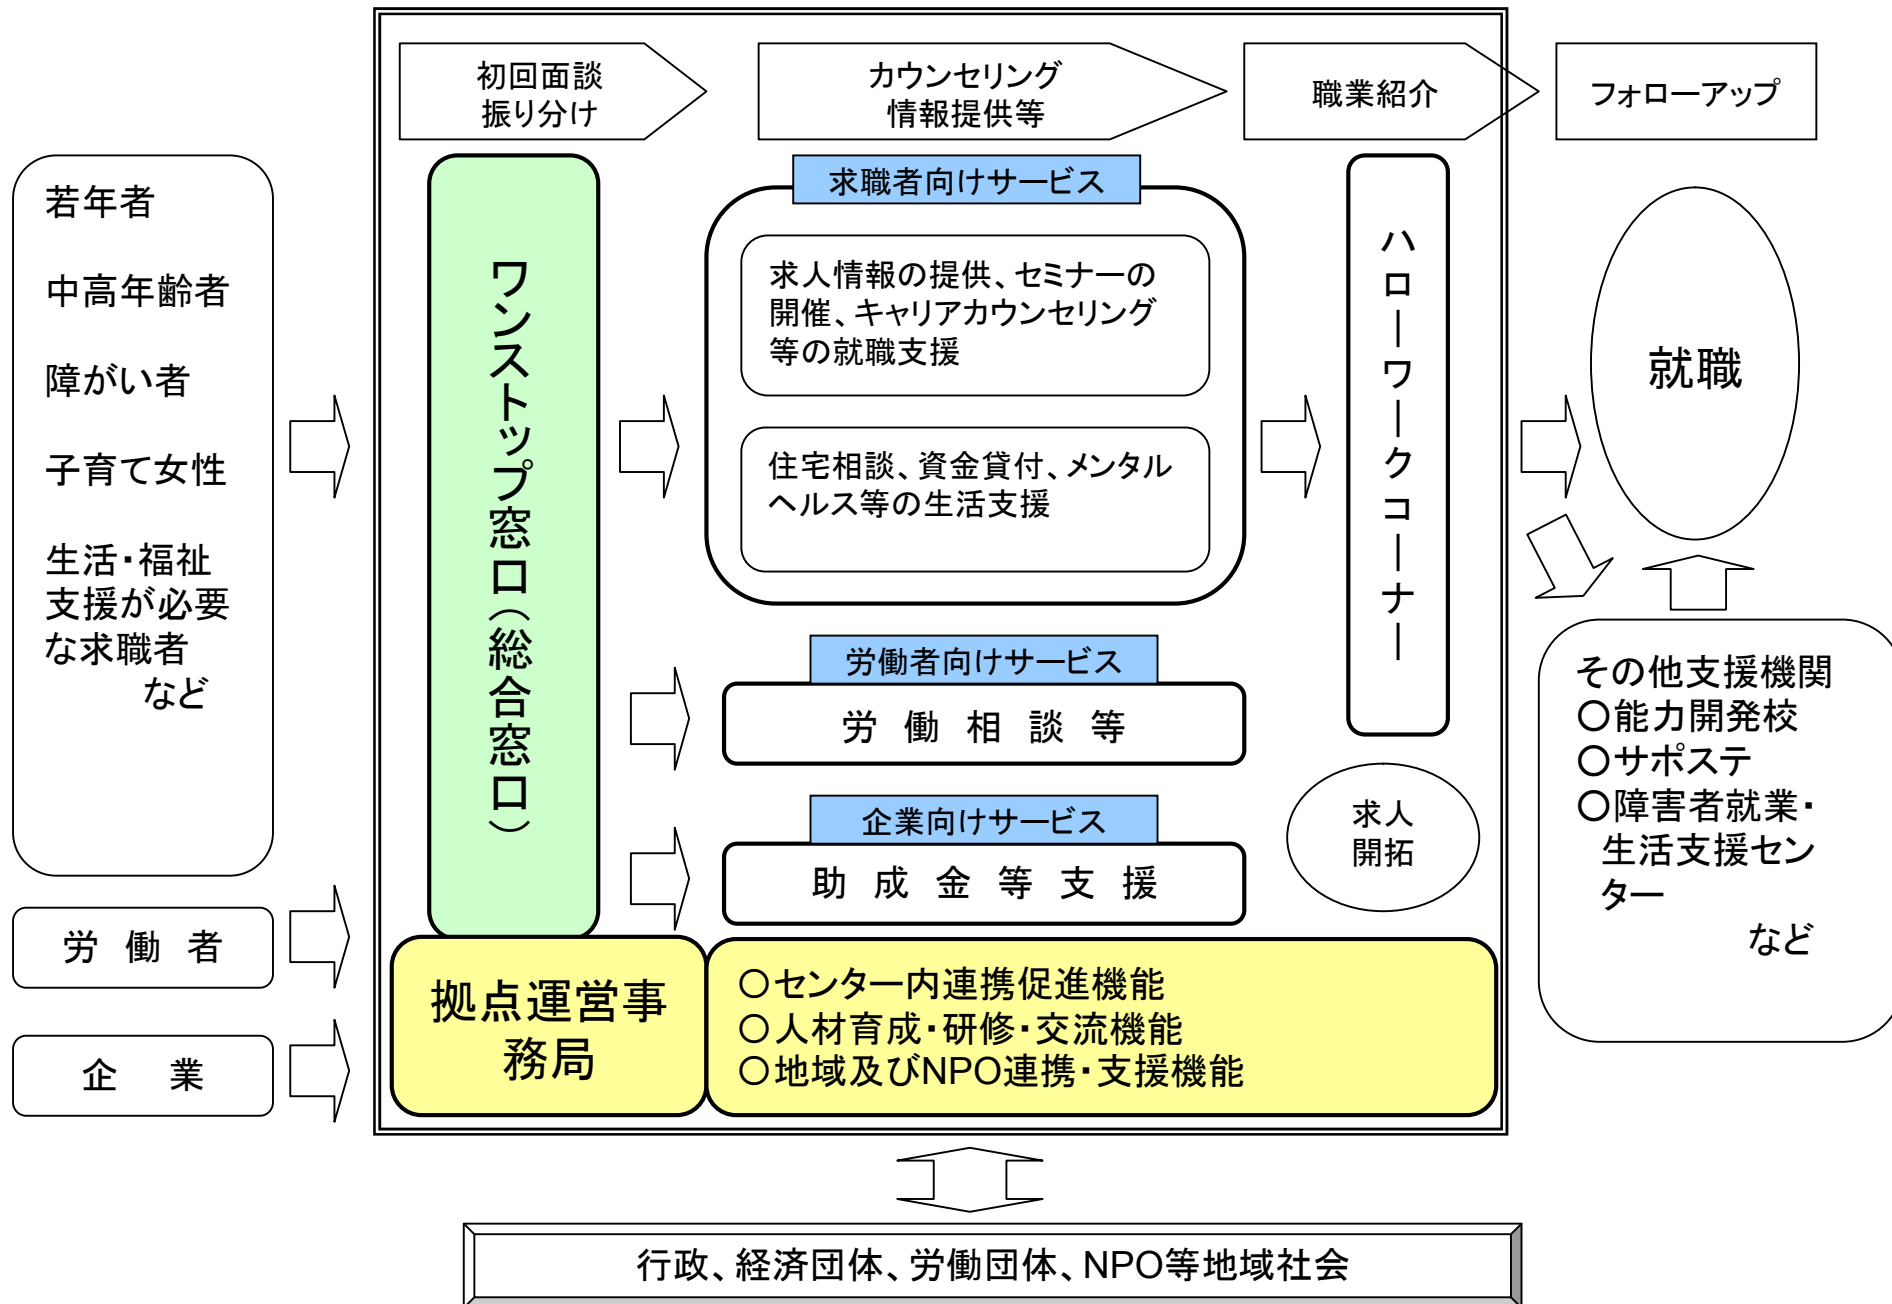 初回面談
振り分け
カウンセリング
情報提供等
職業紹介
フォローアップ
若年者
中高年齢者
障がい者
子育て女性
生活・福祉
支援が必要
な求職者
など
労働者
企業
ワンストップ窓口（総合窓口）
求職者向けサービス
求人情報の提供、セミナーの
開催、キャリアカウンセリング
等の就職支援
住宅相談、資金貸付、メンタル
ヘルス等の生活支援
労働者向けサービス
労働相談等
企業向けサービス
助成金等支援
ハローワークコーナー
求人
開拓
就職
その他支援機関
○能力開発校
○サポステ
○障害者就業・
生活支援セン
ター
など
拠点運営事
務局
○センター内連携促進機能
○人材育成・研修・交流機能
○地域及びNPO連携・支援機能
行政、経済団体、労働団体、NPO等地域社会